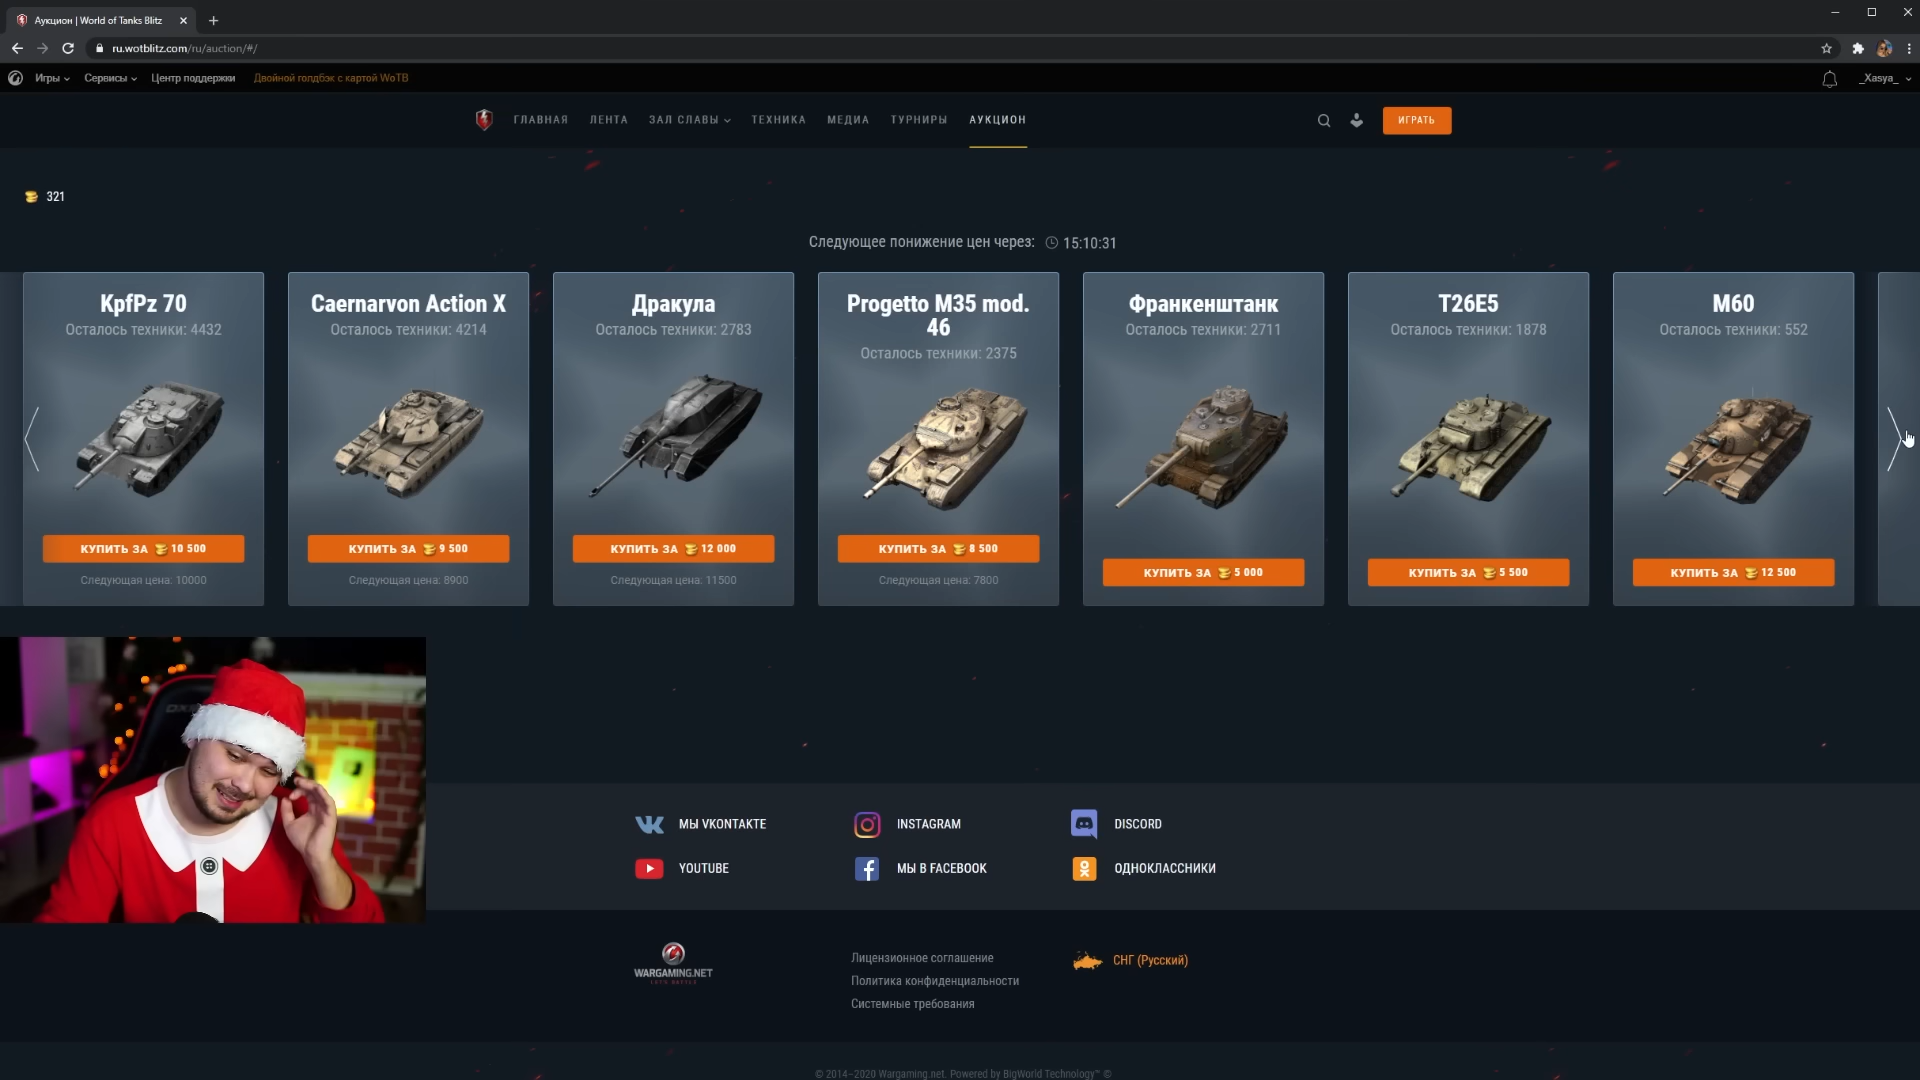 Аукцион | World of Tanks Blitz
ru.wotblitz.com/ru/auction/#/
Игры Сервисы Центр поддержки Двойной голдбэк с картой WoTB _Xasya_
ГЛАВНАЯ ЛЕНТА ЗАЛ СЛАВЫ ТЕХНИКА МЕДИА ТУРНИРЫ АУКЦИОН ИГРАТЬ
321
Следующее понижение цен через: 15:10:31
KpfPz 70
Осталось техники: 4432
КУПИТЬ ЗА 10 500
Следующая цена: 10000
Caernarvon Action X
Осталось техники: 4214
КУПИТЬ ЗА 9 500
Следующая цена: 8900
Дракула
Осталось техники: 2783
КУПИТЬ ЗА 12 000
Следующая цена: 11500
Progetto M35 mod.
46
Осталось техники: 2375
КУПИТЬ ЗА 8 500
Следующая цена: 7800
Франкенштанк
Осталось техники: 2711
КУПИТЬ ЗА 5 000
T26E5
Осталось техники: 1878
КУПИТЬ ЗА 5 500
M60
Осталось техники: 552
КУПИТЬ ЗА 12 500
МЫ VKONTAKTE
INSTAGRAM
DISCORD
YOUTUBE
МЫ В FACEBOOK
ОДНОКЛАССНИКИ
WARGAMING.NET
LET'S BATTLE
Лицензионное соглашение
Политика конфиденциальности
Системные требования
СНГ (Русский)
© 2014–2020 Wargaming.net. Powered by BigWorld Technology™ ©